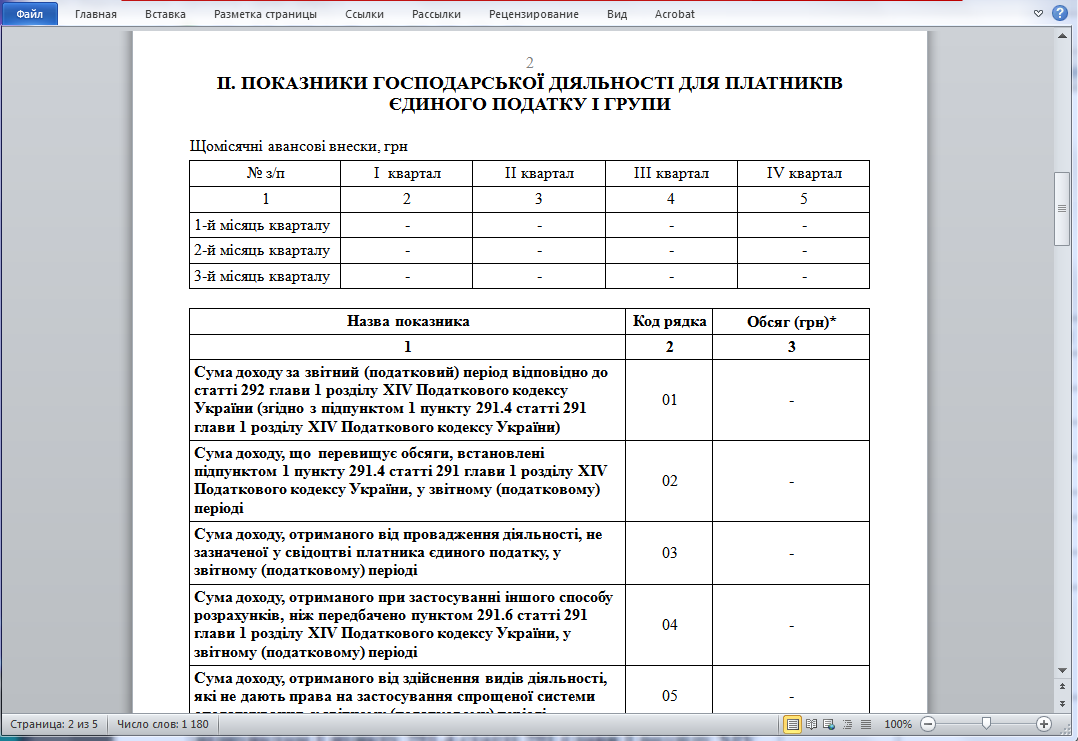 Файл Главная Вставка Разметка страницы Ссылки Рассылки Рецензирование Вид Acrobat
2
ІІ. ПОКАЗНИКИ ГОСПОДАРСЬКОЇ ДІЯЛЬНОСТІ ДЛЯ ПЛАТНИКІВ
ЄДИНОГО ПОДАТКУ І ГРУПИ
Щомісячні авансові внески, грн
№ з/п І квартал ІІ квартал ІІІ квартал ІV квартал
1 2 3 4 5
1-й місяць кварталу - - - -
2-й місяць кварталу - - - -
3-й місяць кварталу - - - -
Назва показника Код рядка Обсяг (грн)*
1 2 3
Сума доходу за звітний (податковий) період відповідно до
статті 292 глави 1 розділу XIV Податкового кодексу
України (згідно з підпунктом 1 пункту 291.4 статті 291
глави 1 розділу XIV Податкового кодексу України)
01 -
Сума доходу, що перевищує обсяги, встановлені
підпунктом 1 пункту 291.4 статті 291 глави 1 розділу XIV
Податкового кодексу України, у звітному (податковому)
періоді
02 -
Сума доходу, отриманого від провадження діяльності, не
зазначеної у свідоцтві платника єдиного податку, у
звітному (податковому) періоді
03 -
Сума доходу, отриманого при застосуванні іншого способу
розрахунків, ніж передбачено пунктом 291.6 статті 291
глави 1 розділу XIV Податкового кодексу України, у
звітному (податковому) періоді
04 -
Сума доходу, отриманого від здійснення видів діяльності,
які не дають права на застосування спрощеної системи
05 -
Страница: 2 из 5 Число слов: 1 180 100%